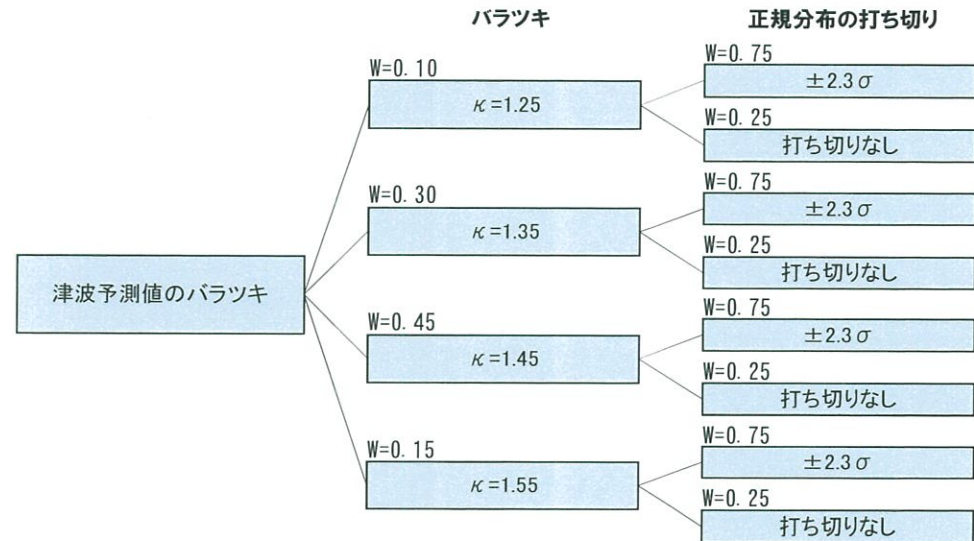 バラツキ
正規分布の打ち切り
W=0.10
κ=1.25
W=0.75
±2.3σ
W=0.25
打ち切りなし
W=0.30
κ=1.35
W=0.75
±2.3σ
W=0.25
打ち切りなし
津波予測値のバラツキ
W=0.45
κ=1.45
W=0.75
±2.3σ
W=0.25
打ち切りなし
W=0.15
κ=1.55
W=0.75
±2.3σ
W=0.25
打ち切りなし